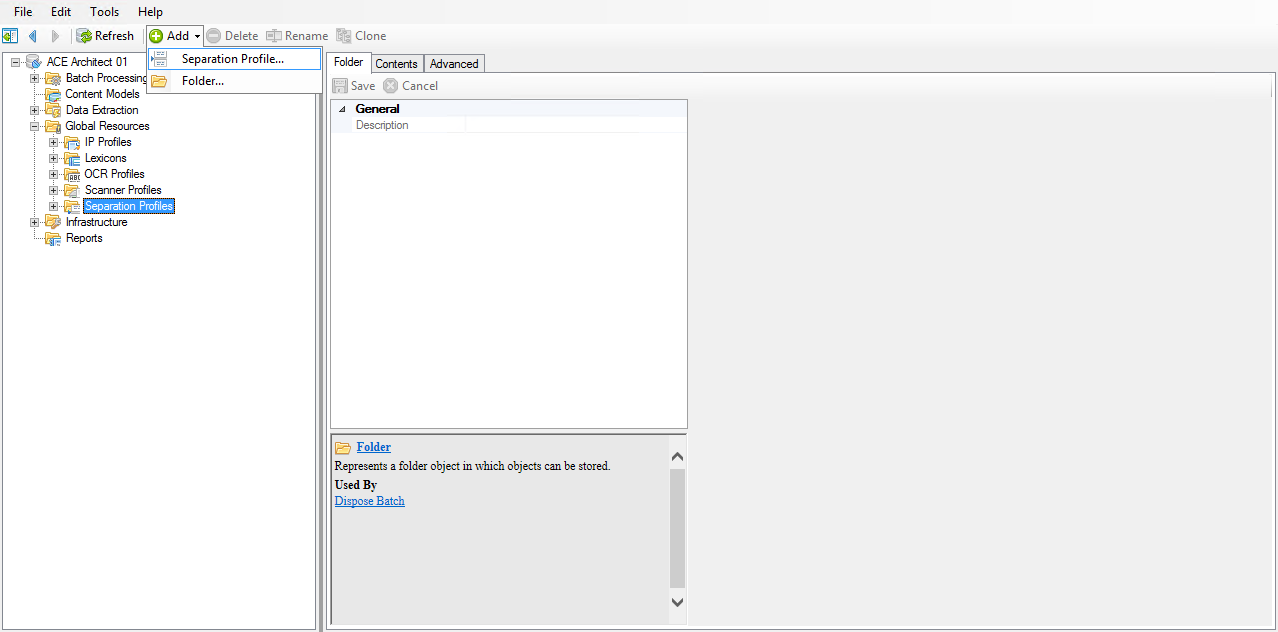 File Edit Tools Help
Refresh Add Delete Rename Clone
Separation Profile...
Folder...
ACE Architect 01
Batch Processing
Content Models
Data Extraction
Global Resources
IP Profiles
Lexicons
OCR Profiles
Scanner Profiles
Separation Profiles
Infrastructure
Reports
Folder Contents Advanced
Save Cancel
General
Description
Folder
Represents a folder object in which objects can be stored.
Used By
Dispose Batch